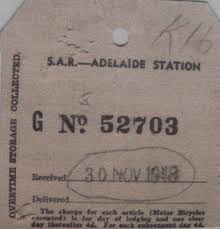 K16
S.A.R.—ADELAIDE STATION
G No 52703
Received 30 NOV
Delivered
The charge for each article (Motor Bicycles
excepted) is for day of lodging and one clear
day thereafter 4d. For each subsequent day 4d.
OVERTIME STORAGE COLLECTED.